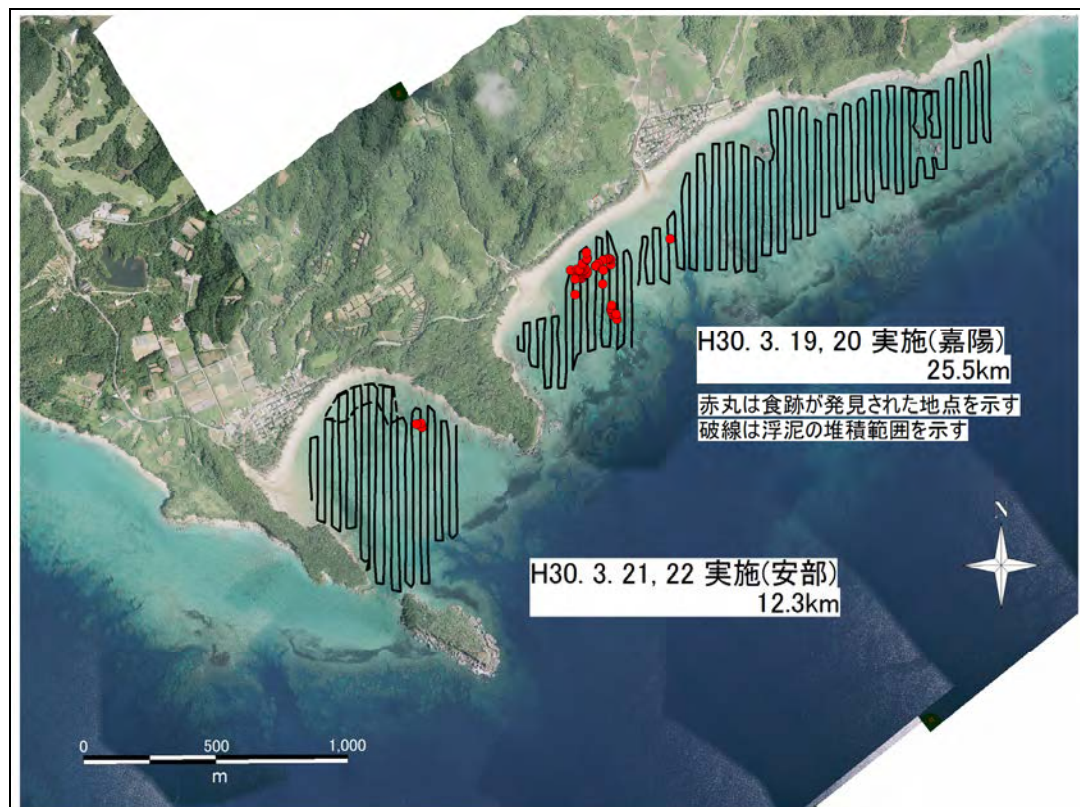 H30. 3. 19, 20 実施(嘉陽)
25.5km
赤丸は食跡が発見された地点を示す
破線は浮泥の堆積範囲を示す
N
H30. 3. 21, 22 実施(安部)
12.3km
0 500 1,000
m